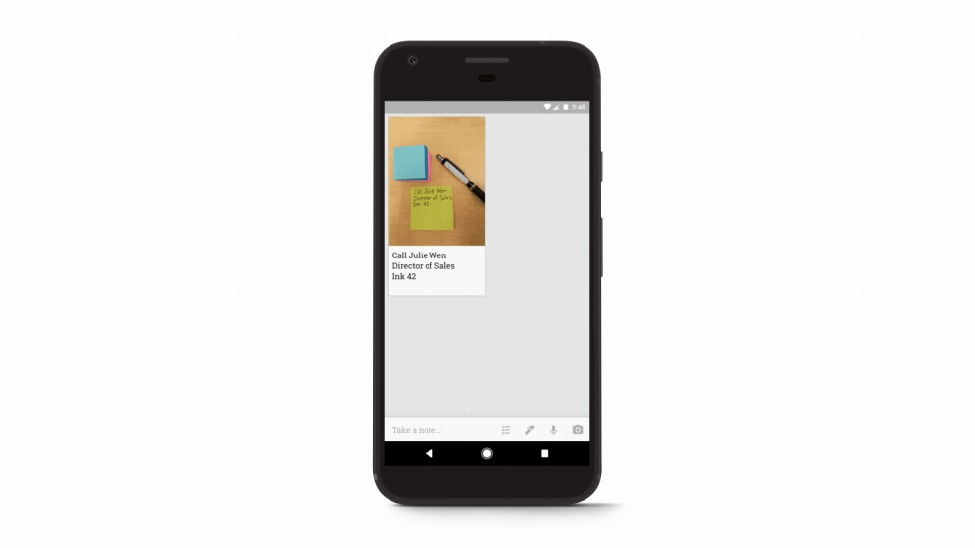 7:48
Call Julie Wen
Director of Sales
Ink 42
Call Julie Wen
Director of Sales
Ink 42
Take a note...